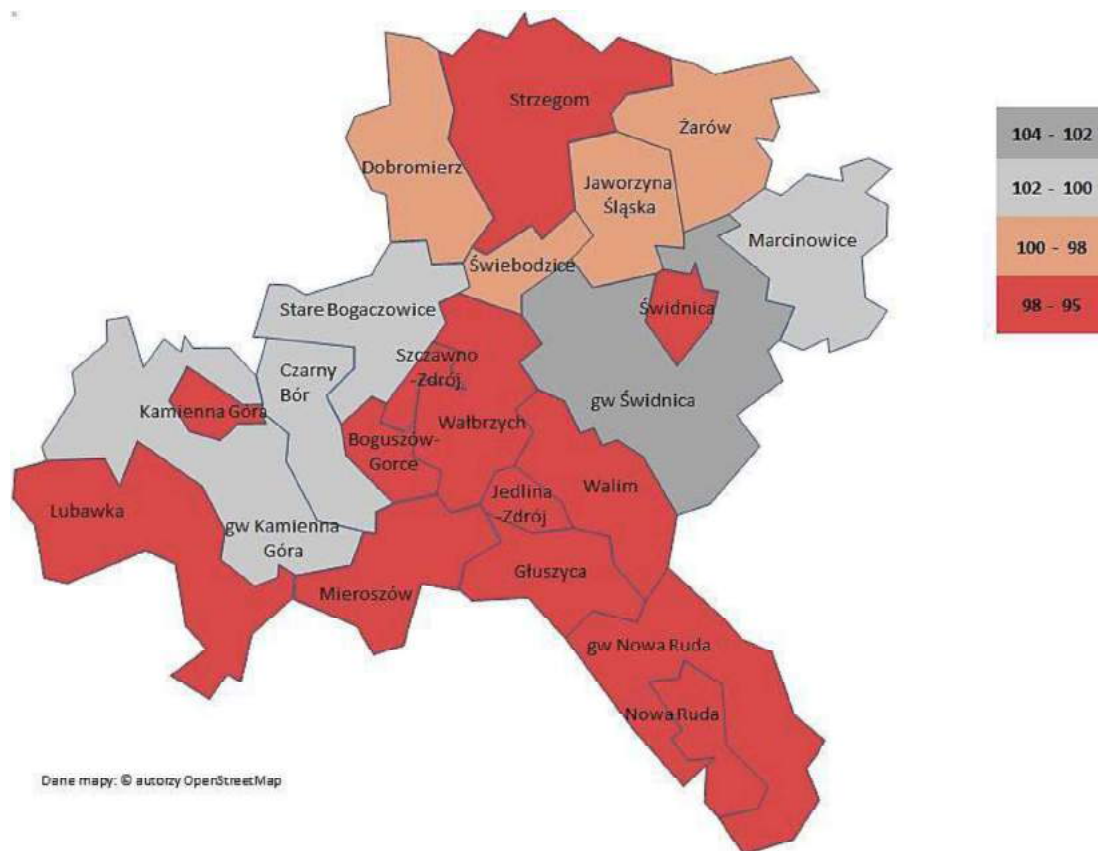 Strzegom
Żarów
104 - 102
Dobromierz
Jaworzyna
Śląska
102 - 100
Marcinowice
100 - 98
Świebodzice
Stare Bogaczowice
Świdnica
98 - 95
Szczawno
-Zdrój
Czarny
Bór
gw Świdnica
Kamienna Góra
Wałbrzych
Boguszów-
Gorce
Jedlina
-Zdrój
Walim
Lubawka
gw Kamienna
Góra
Głuszyca
Mieroszów
gw Nowa Ruda
Nowa Ruda
Dane mapy: © autorzy OpenStreetMap